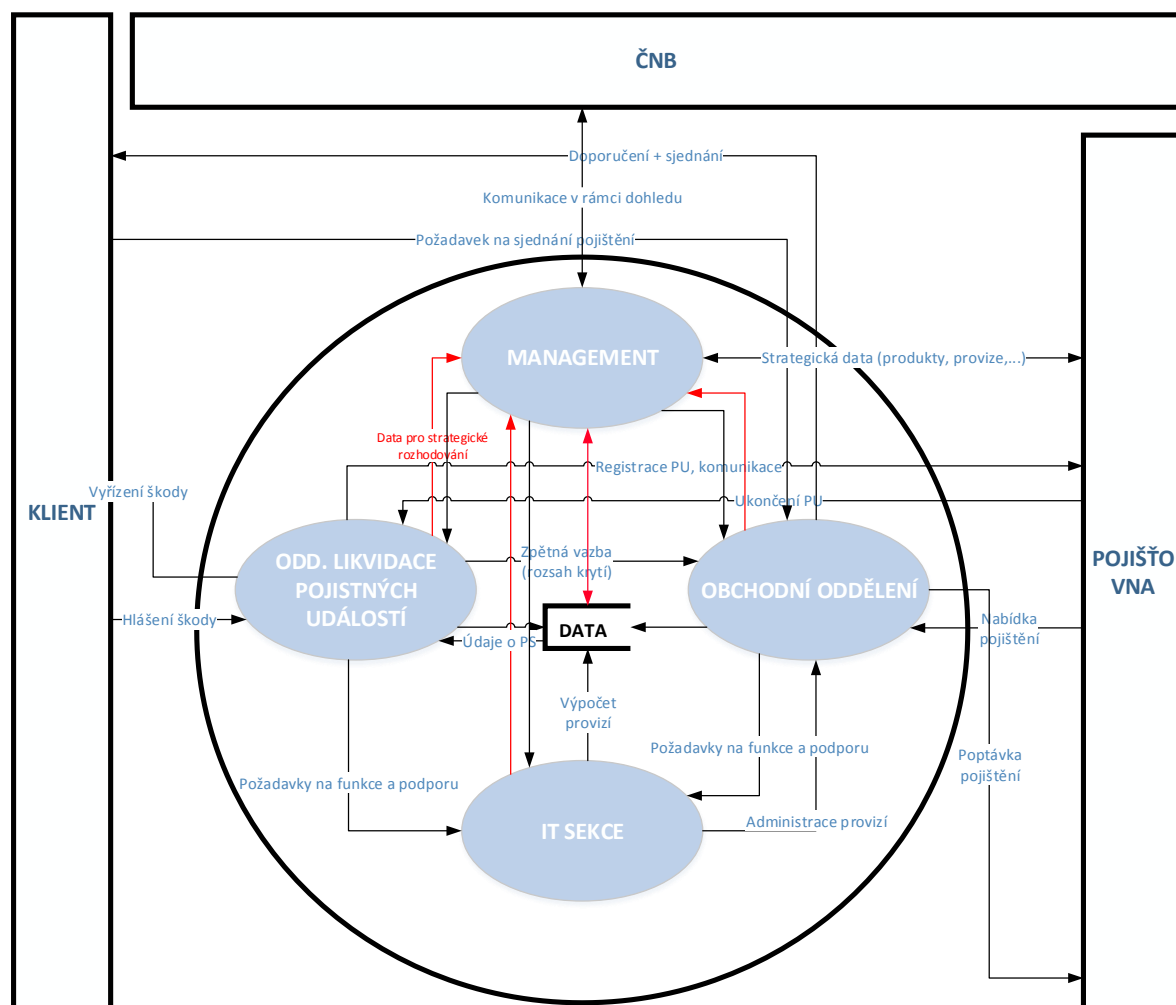 ČNB
Doporučení + sjednání
Komunikace v rámci dohledu
Požadavek na sjednání pojištění
MANAGEMENT
Strategická data (produkty, provize,...)
Data pro strategické
rozhodování
Registrace PU, komunikace
Vyřízení škody
Ukončení PU
KLIENT
ODD. LIKVIDACE
POJISTNÝCH
UDÁLOSTÍ
Zpětná vazba
(rozsah krytí)
OBCHODNÍ ODDĚLENÍ
POJIŠŤO
VNA
Hlášení škody
Údaje o PS
DATA
Nabídka
pojištění
Výpočet
provizí
Požadavky na funkce a podporu
Poptávka
pojištění
Požadavky na funkce a podporu
IT SEKCE
Administrace provizí